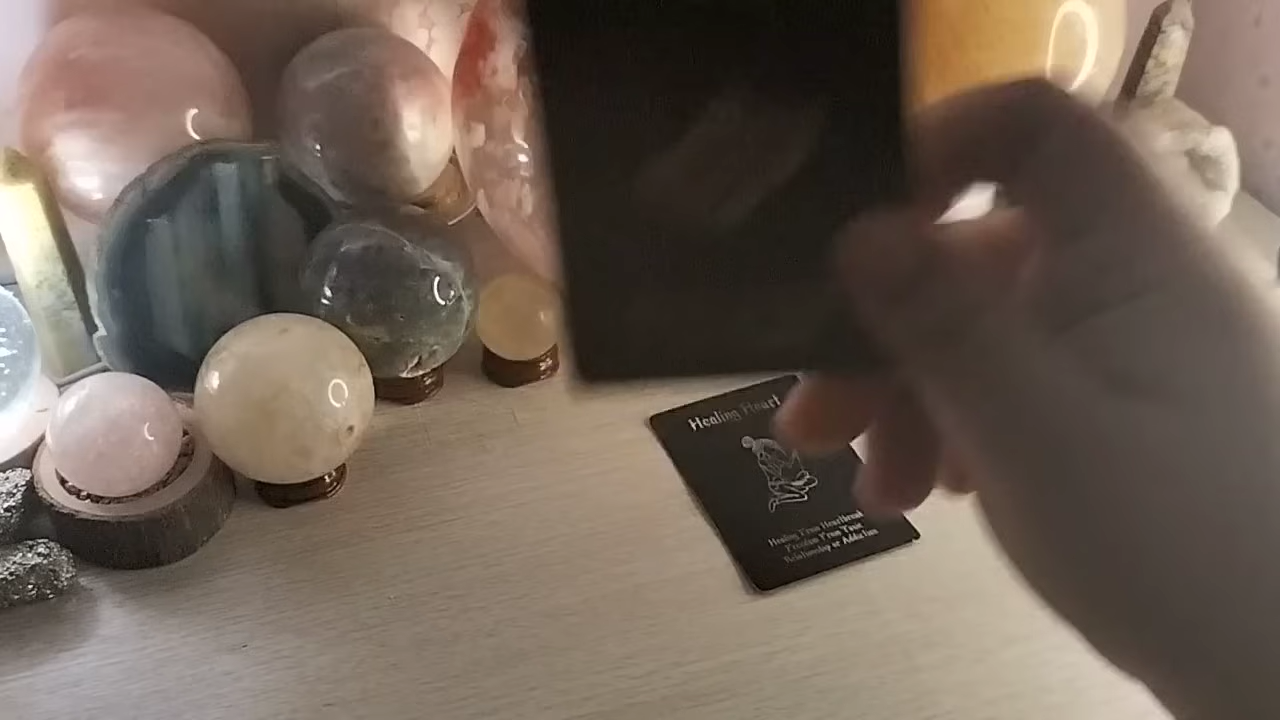 Healing Heart
Healing From Heartbreak
Freedom From Toxic
Relationship or Addiction